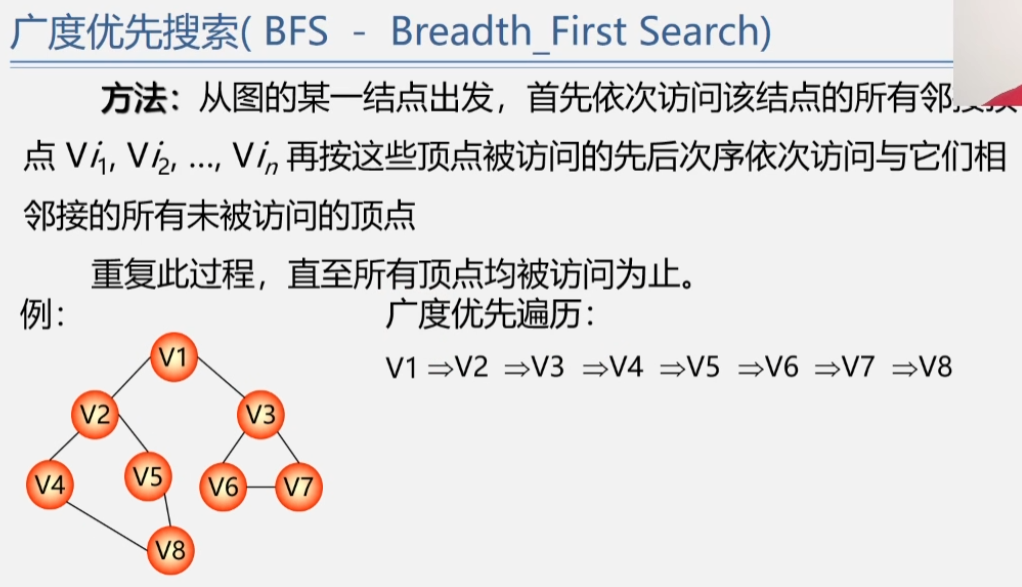 广度优先搜索( BFS - Breadth_First Search)
方法：从图的某一结点出发，首先依次访问该结点的所有邻接顶
点 Vi1, Vi2, ..., Vin 再按这些顶点被访问的先后次序依次访问与它们相
邻接的所有未被访问的顶点
重复此过程，直至所有顶点均被访问为止。
例：
广度优先遍历：
V1 ⇒V2 ⇒V3 ⇒V4 ⇒V5 ⇒V6 ⇒V7 ⇒V8
V1
V2
V3
V4
V5
V6
V7
V8